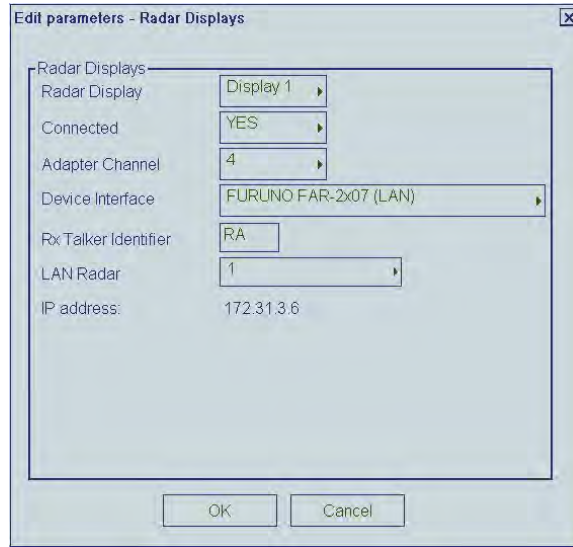 Edit parameters - Radar Displays
Radar Displays
Radar Display Display 1
Connected YES
Adapter Channel 4
Device Interface FURUNO FAR-2x07 (LAN)
Rx Talker Identifier RA
LAN Radar 1
IP address: 172.31.3.6
OK Cancel